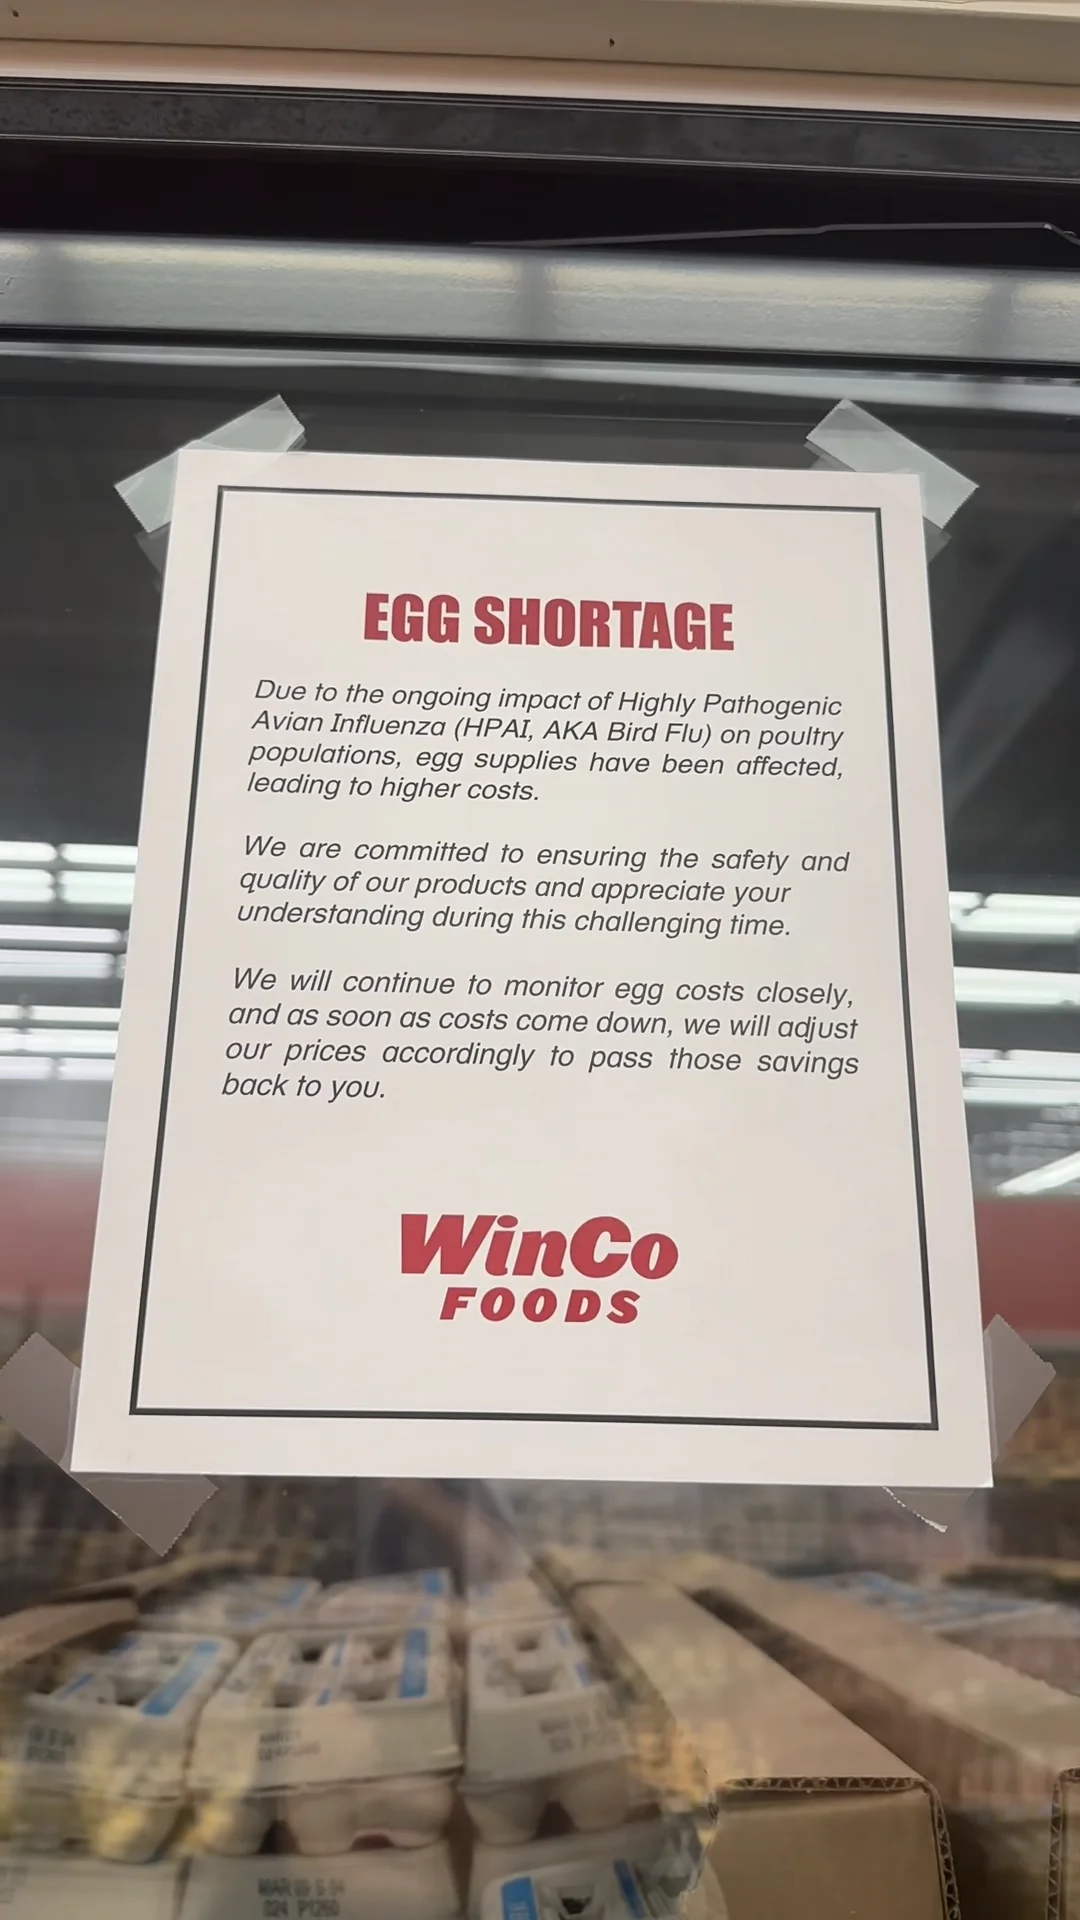 EGG SHORTAGE
Due to the ongoing impact of Highly Pathogenic
Avian Influenza (HPAI, AKA Bird Flu) on poultry
populations, egg supplies have been affected,
leading to higher costs.
We are committed to ensuring the safety and
quality of our products and appreciate your
understanding during this challenging time.
We will continue to monitor egg costs closely,
and as soon as costs come down, we will adjust
our prices accordingly to pass those savings
back to you.
WinCo
FOODS